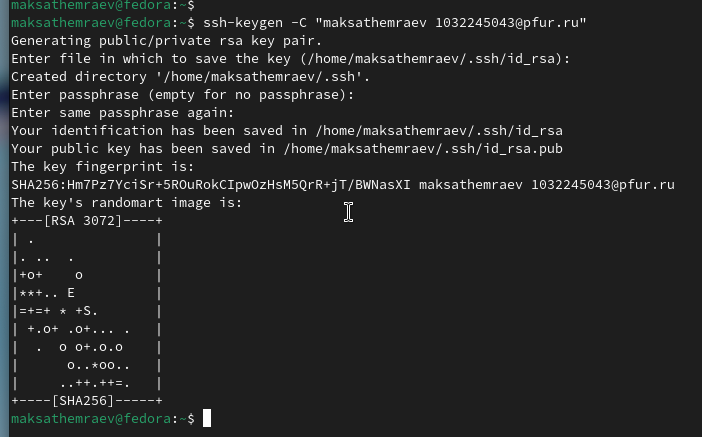 maksathemraev@fedora:~$
maksathemraev@fedora:~$ ssh-keygen -C "maksathemraev 1032245043@pfur.ru"
Generating public/private rsa key pair.
Enter file in which to save the key (/home/maksathemraev/.ssh/id_rsa):
Created directory '/home/maksathemraev/.ssh'.
Enter passphrase (empty for no passphrase):
Enter same passphrase again:
Your identification has been saved in /home/maksathemraev/.ssh/id_rsa
Your public key has been saved in /home/maksathemraev/.ssh/id_rsa.pub
The key fingerprint is:
SHA256:Hm7Pz7YciSr+5ROuRokCIpwOzHsM5QrR+jT/BWNasXI maksathemraev 1032245043@pfur.ru
The key's randomart image is:
+---[RSA 3072]----+
| .               |
|. ..  .          |
|+o+    o         |
|**+.. E          |
|=+=+ * +S.       |
| +.o+ .o+... .   |
|  .  o o+.o.o    |
|      o..*oo..   |
|     ..++.++=.   |
+----[SHA256]-----+
maksathemraev@fedora:~$